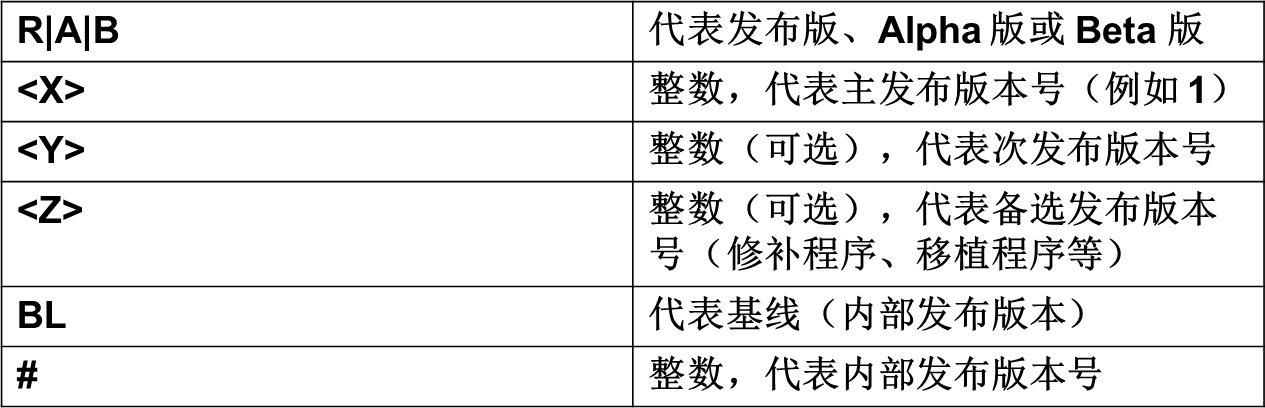 R|A|B 代表发布版、Alpha 版或 Beta 版
<X> 整数，代表主发布版本号（例如 1）
<Y> 整数（可选），代表次发布版本号
<Z> 整数（可选），代表备选发布版本
号（修补程序、移植程序等）
BL 代表基线（内部发布版本）
# 整数，代表内部发布版本号